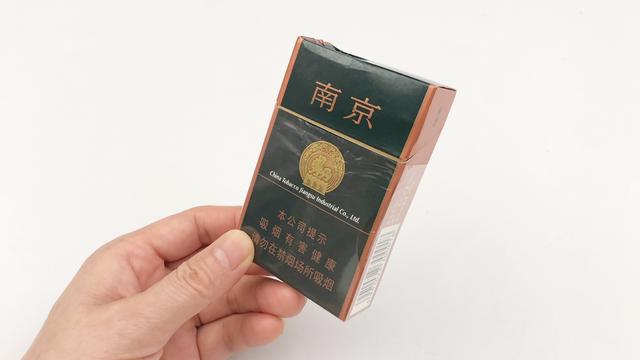 南京
China Tobacco Jiangsu Industrial Co., Ltd.
本公司提示
吸烟有害健康
请勿在禁烟场所吸烟